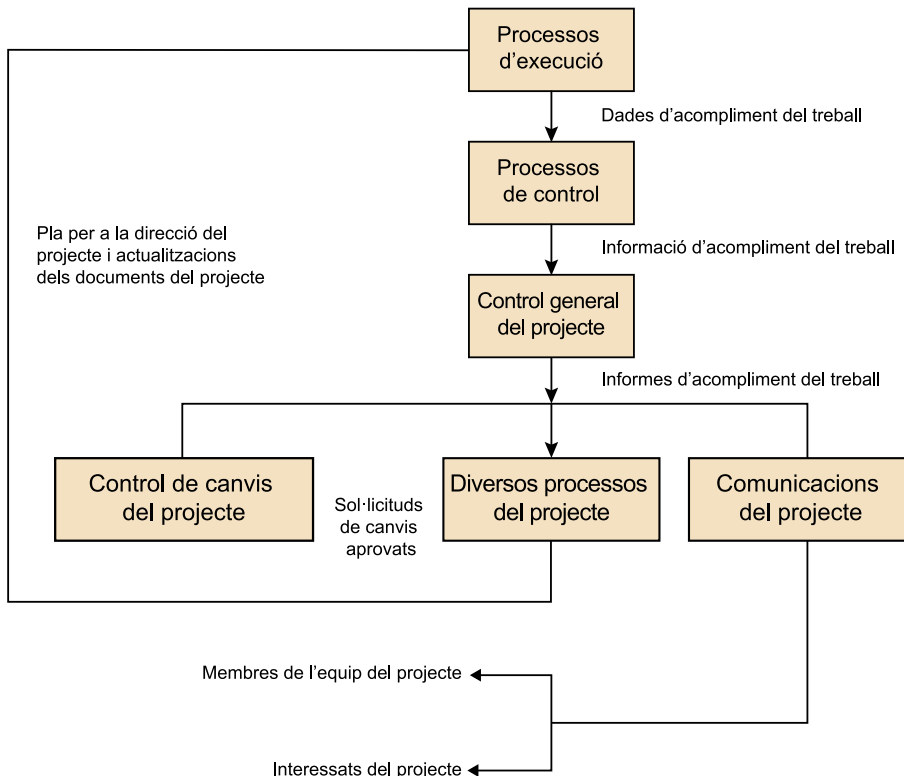 Processos
d’execució
Dades d’acompliment del treball
Processos
de control
Pla per a la direcció del
projecte i actualitzacions
dels documents del projecte
Informació d’acompliment del treball
Control general
del projecte
Informes d’acompliment del treball
Control de canvis
del projecte
Sol·licituds
de canvis
aprovats
Diversos processos
del projecte
Comunicacions
del projecte
Membres de l’equip del projecte
Interessats del projecte